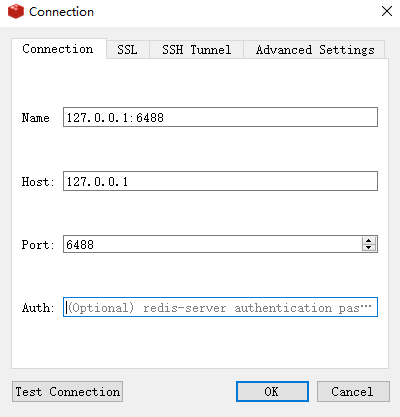 Connection
Connection SSL SSH Tunnel Advanced Settings
Name 127.0.0.1:6488
Host: 127.0.0.1
Port: 6488
Auth: (Optional) redis-server authentication pas…
Test Connection OK Cancel